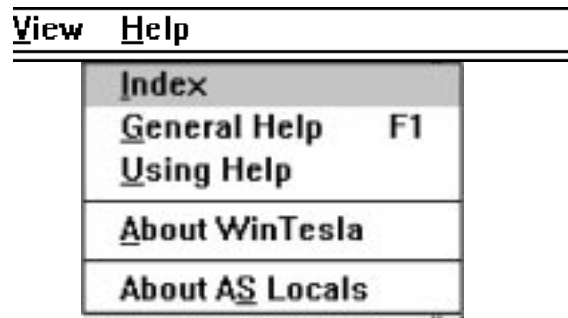 View Help
Index
General Help F1
Using Help
About WinTesla
About AS Locals